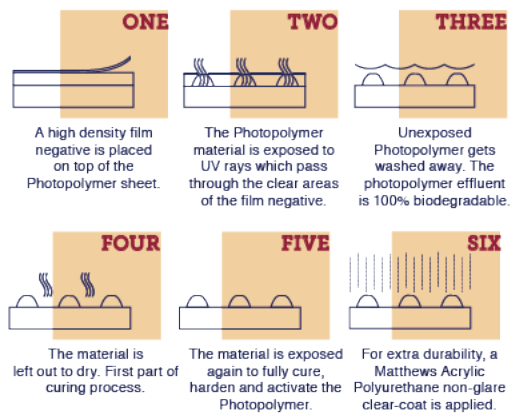 ONE
A high density film
negative is placed
on top of the
Photopolymer sheet.
TWO
The Photopolymer
material is exposed to
UV rays which pass
through the clear areas
of the film negative.
THREE
Unexposed
Photopolymer gets
washed away. The
photopolymer effluent
is 100% biodegradable.
FOUR
The material is
left out to dry. First part of
curing process.
FIVE
The material is exposed
again to fully cure,
harden and activate the
Photopolymer.
SIX
For extra durability, a
Matthews Acrylic
Polyurethane non-glare
clear-coat is applied.